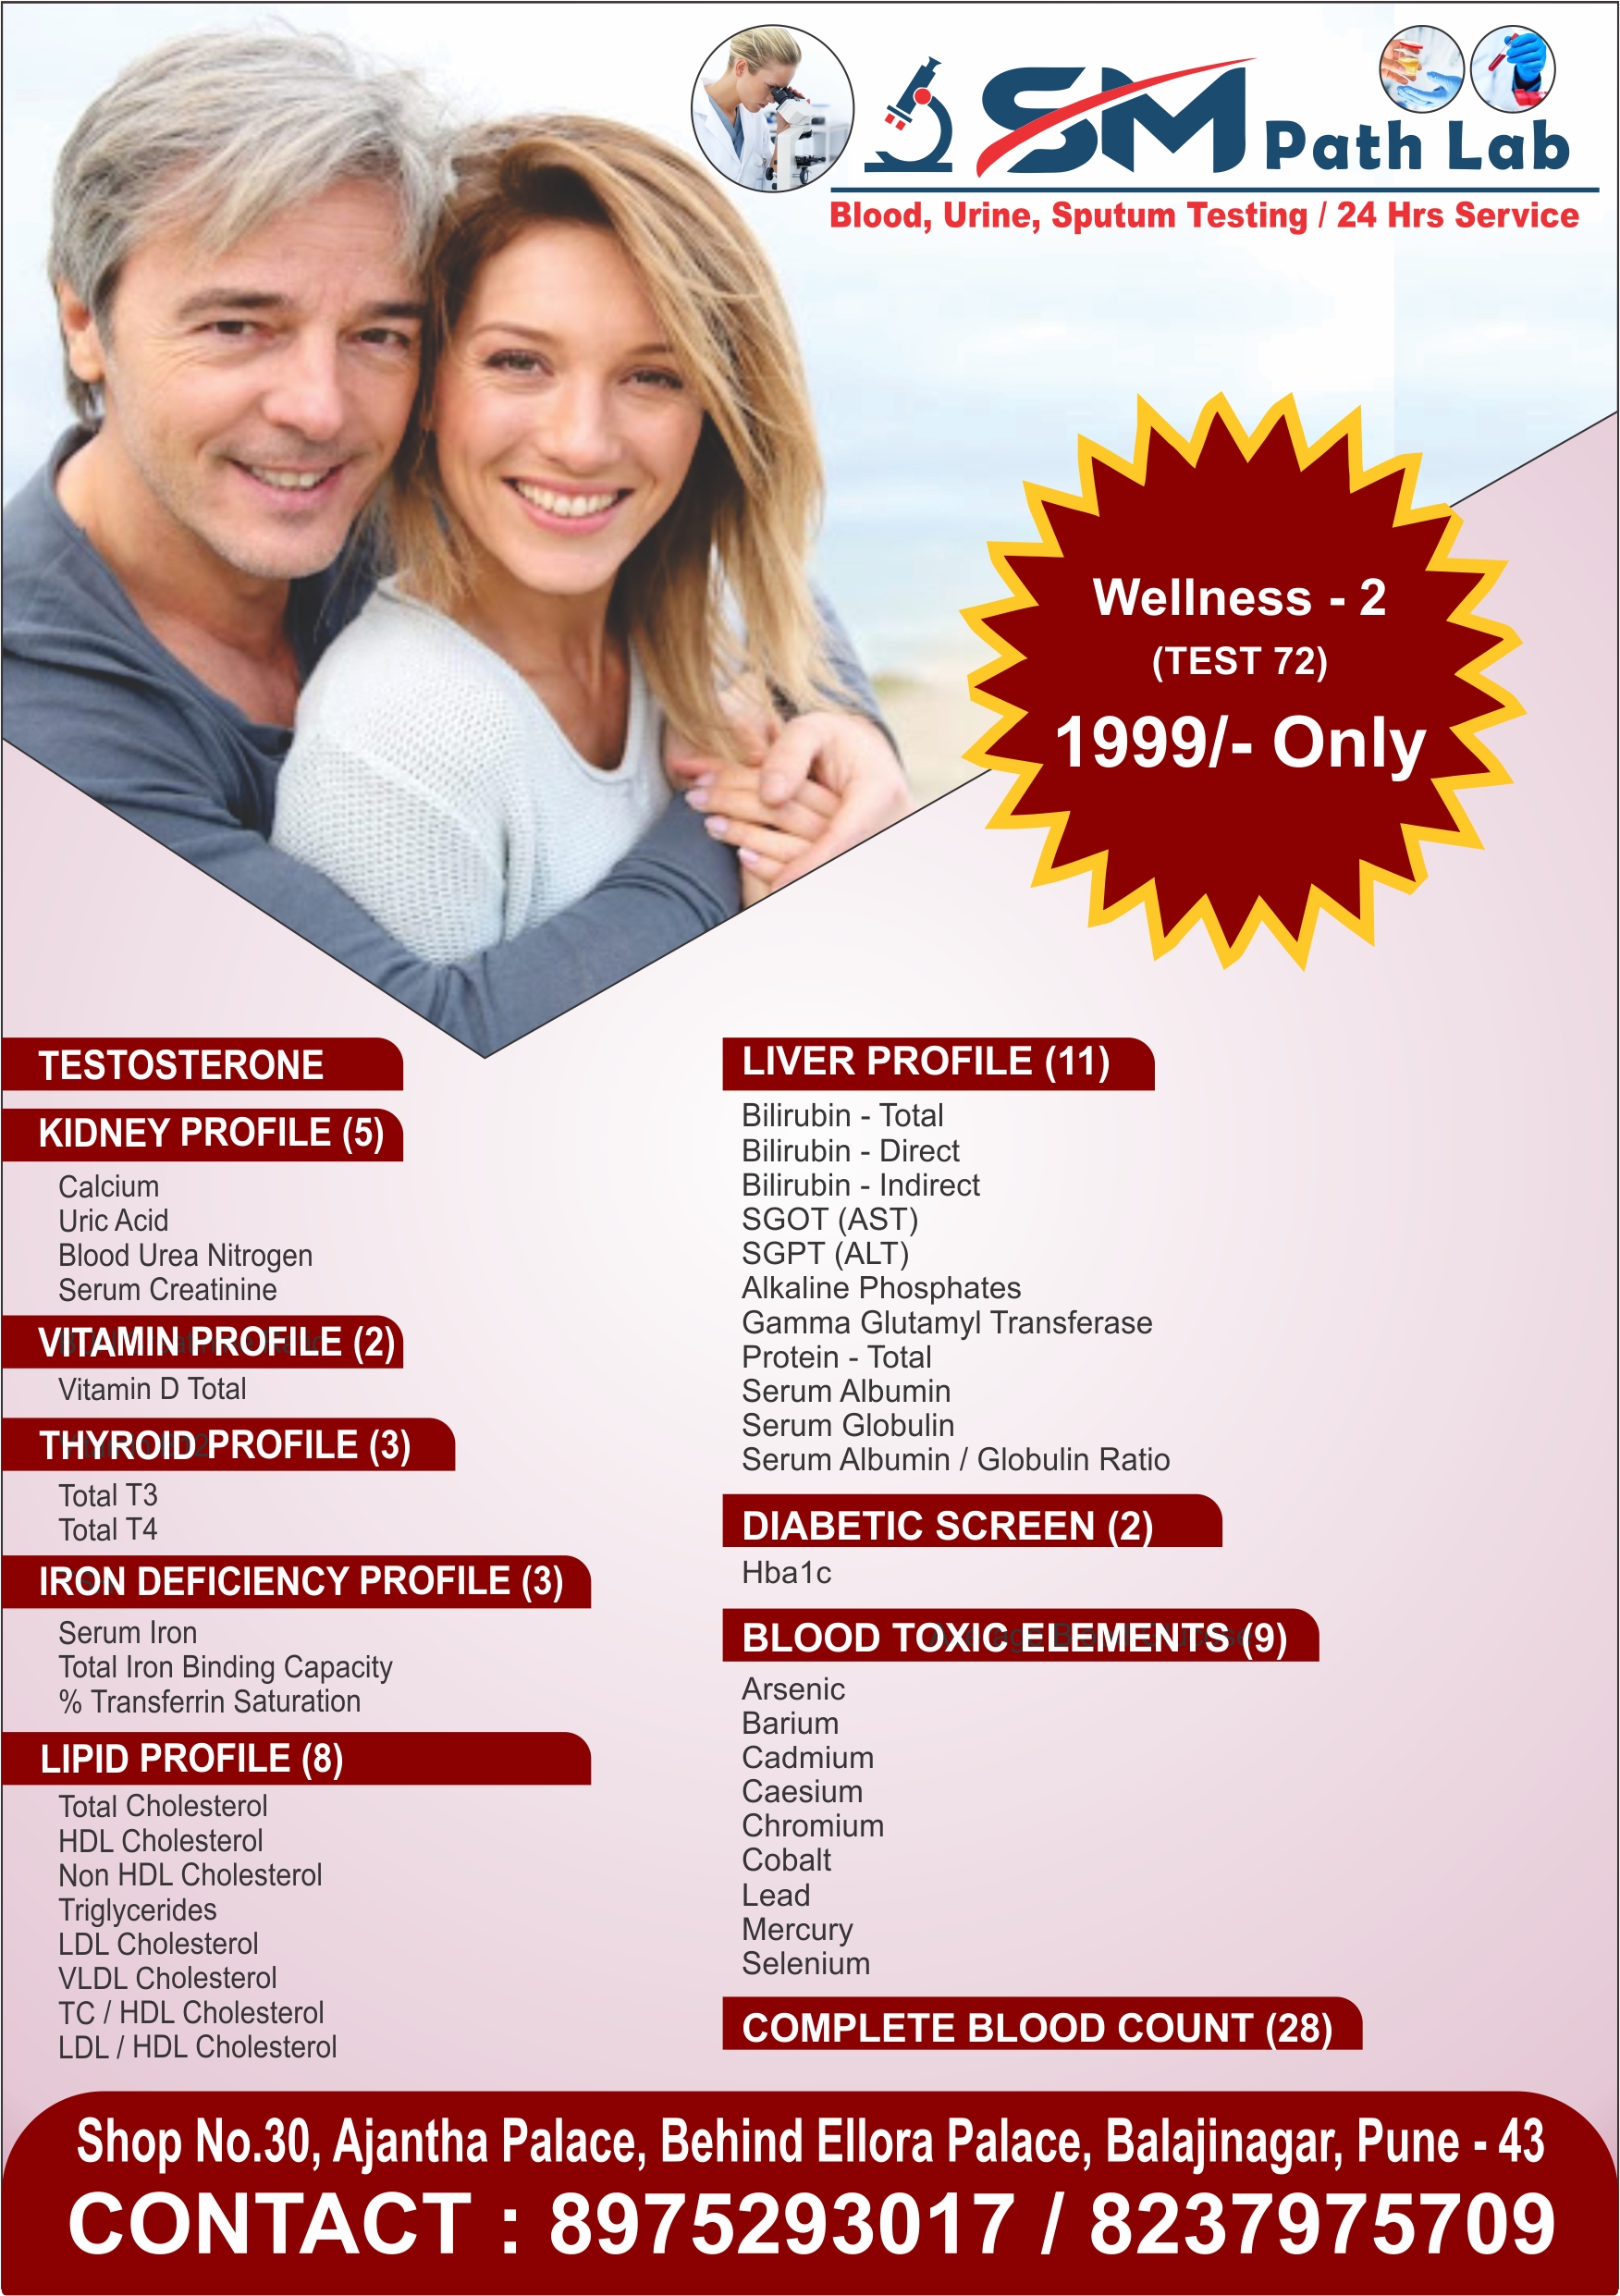 SM Path Lab
Blood, Urine, Sputum Testing / 24 Hrs Service
Wellness - 2
(TEST 72)
1999/- Only
TESTOSTERONE
KIDNEY PROFILE (5)
Calcium
Uric Acid
Blood Urea Nitrogen
Serum Creatinine
VITAMIN PROFILE (2)
Vitamin D Total
THYROID PROFILE (3)
Total T3
Total T4
IRON DEFICIENCY PROFILE (3)
Serum Iron
Total Iron Binding Capacity
% Transferrin Saturation
LIPID PROFILE (8)
Total Cholesterol
HDL Cholesterol
Non HDL Cholesterol
Triglycerides
LDL Cholesterol
VLDL Cholesterol
TC / HDL Cholesterol
LDL / HDL Cholesterol
LIVER PROFILE (11)
Bilirubin - Total
Bilirubin - Direct
Bilirubin - Indirect
SGOT (AST)
SGPT (ALT)
Alkaline Phosphates
Gamma Glutamyl Transferase
Protein - Total
Serum Albumin
Serum Globulin
Serum Albumin / Globulin Ratio
DIABETIC SCREEN (2)
Hba1c
BLOOD TOXIC ELEMENTS (9)
Arsenic
Barium
Cadmium
Caesium
Chromium
Cobalt
Lead
Mercury
Selenium
COMPLETE BLOOD COUNT (28)
Shop No.30, Ajantha Palace, Behind Ellora Palace, Balajinagar, Pune - 43
CONTACT : 8975293017 / 8237975709